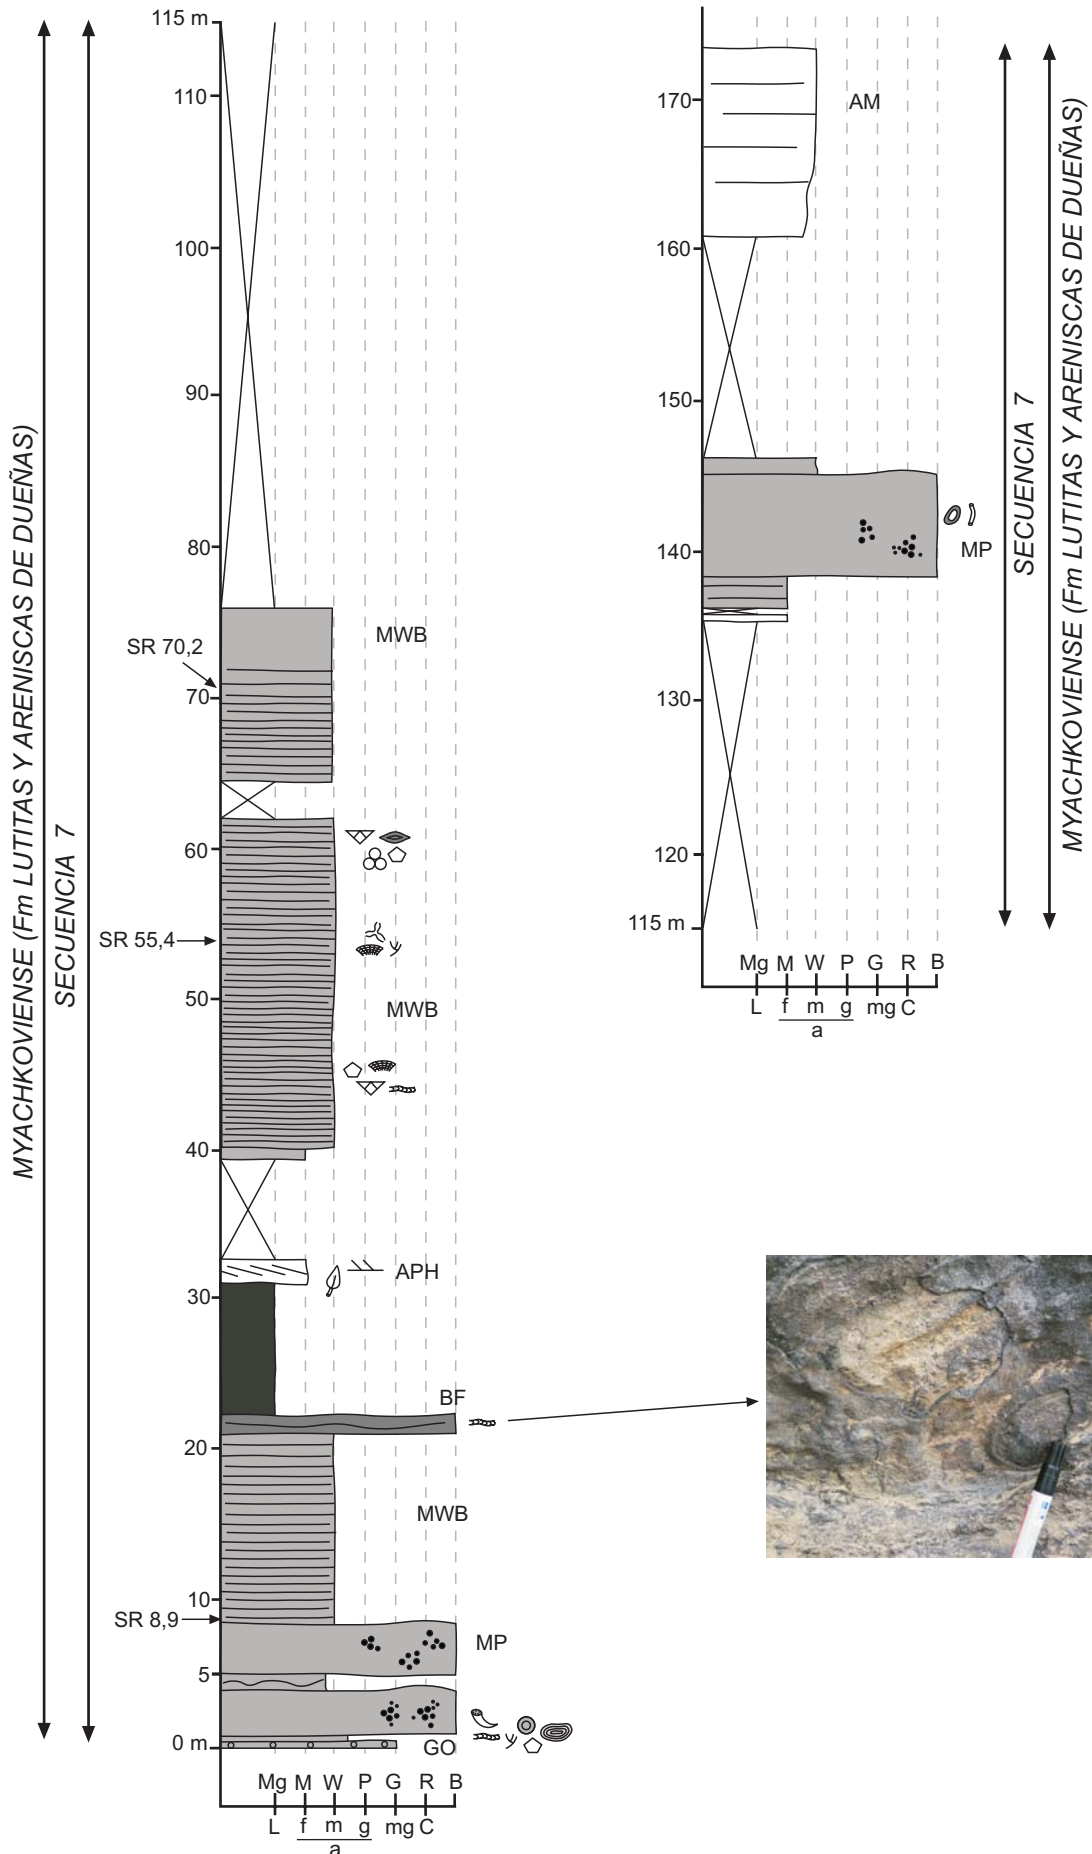 MYACHKOVIENSE (Fm LUTITAS Y ARENISCAS DE DUEÑAS)
SECUENCIA 7
115 m
110
100
90
80
70
60
50
40
30
20
10
5
0 m
SR 70,2
SR 55,4
SR 8,9
MWB
MWB
APH
BF
MWB
MP
GO
Mg M W P G R B
L f m g mg C
a
170
160
150
140
130
120
115 m
AM
MP
Mg M W P G R B
L f m g mg C
a
SECUENCIA 7
MYACHKOVIENSE (Fm LUTITAS Y ARENISCAS DE DUEÑAS)